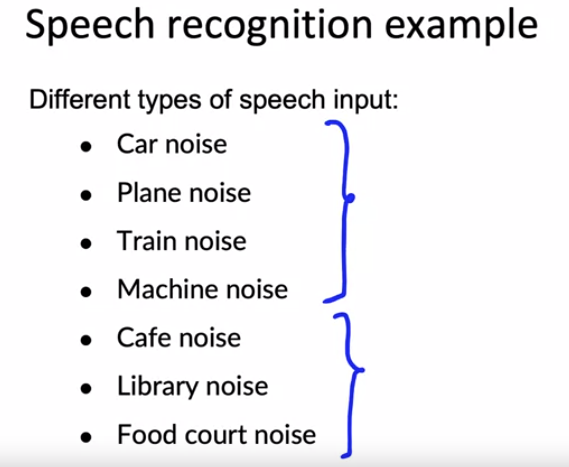 Speech recognition example
Different types of speech input:
• Car noise
• Plane noise
• Train noise
• Machine noise
• Cafe noise
• Library noise
• Food court noise